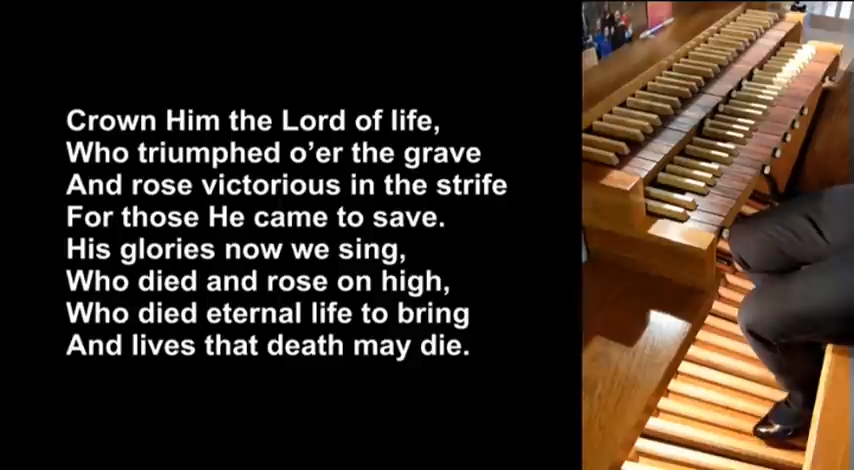 Crown Him the Lord of life,
Who triumphed o’er the grave
And rose victorious in the strife
For those He came to save.
His glories now we sing,
Who died and rose on high,
Who died eternal life to bring
And lives that death may die.